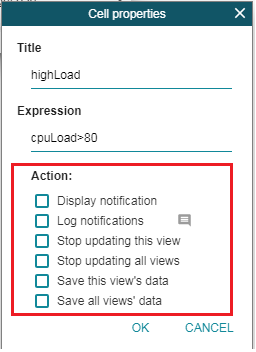 Cell properties
Title
highLoad
Expression
cpuLoad>80
Action:
Display notification
Log notifications
Stop updating this view
Stop updating all views
Save this view's data
Save all views' data
OK CANCEL